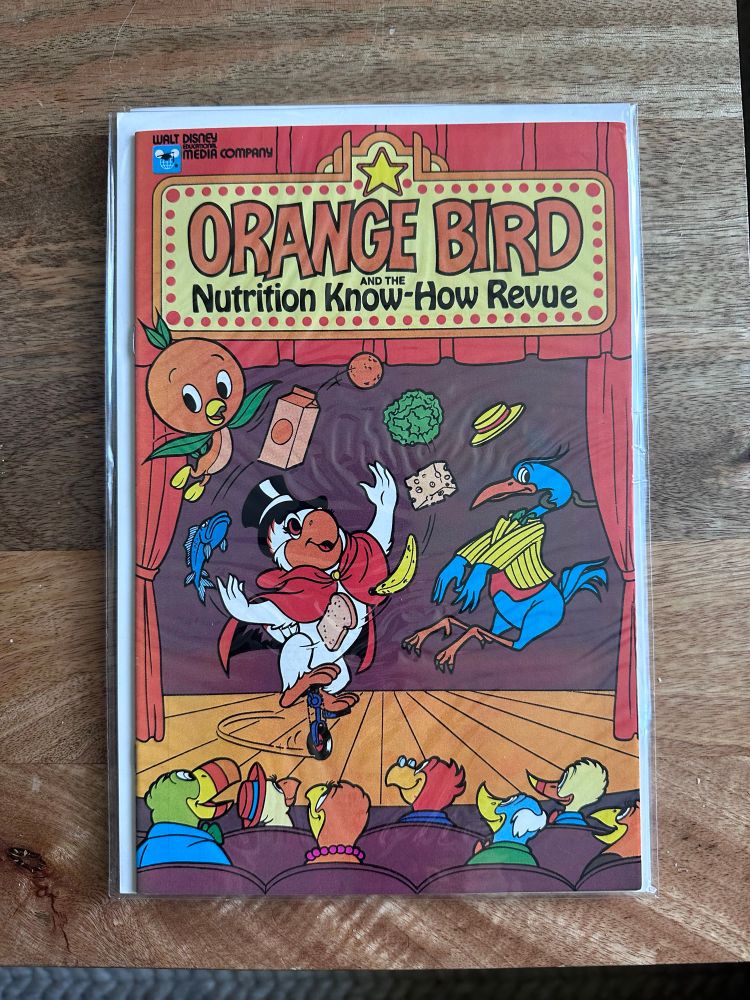 WALT DISNEY
EDUCATIONAL
MEDIA COMPANY
ORANGE BIRD
AND THE
Nutrition Know-How Revue